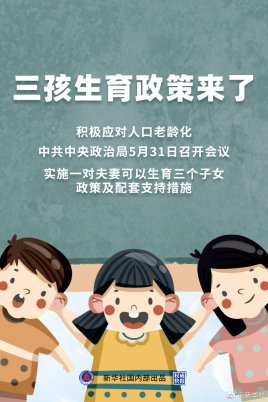 三孩生育政策来了
积极应对人口老龄化
中共中央政治局5月31日召开会议
实施一对夫妻可以生育三个子女
政策及配套支持措施
新华社国内部出品
@新华社